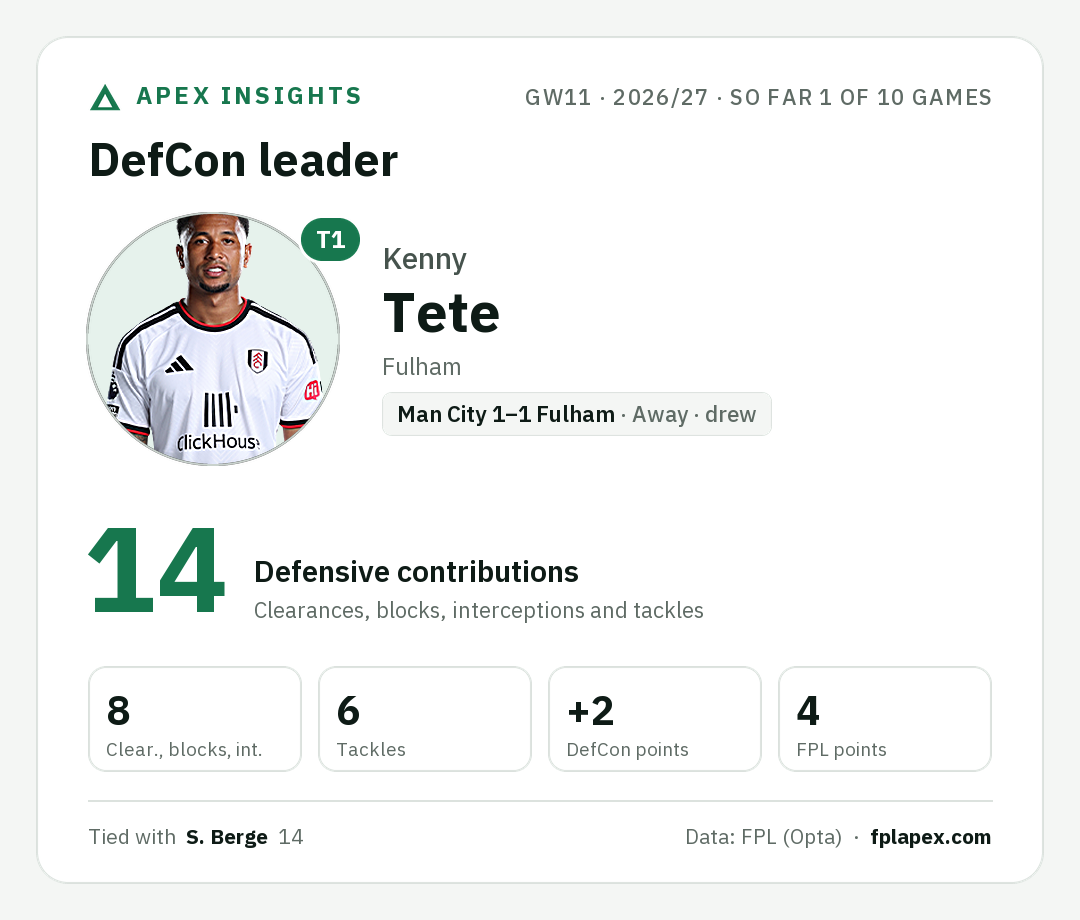 APEX INSIGHTS
GW11 · 2026/27 · SO FAR 1 OF 10 GAMES
DefCon leader
T1
Kenny
Tete
Fulham
Man City 1–1 Fulham · Away · drew
Hi
ClickHouse
14
Defensive contributions
Clearances, blocks, interceptions and tackles
8
Clear., blocks, int.
6
Tackles
+2
DefCon points
4
FPL points
Tied with S. Berge 14
Data: FPL (Opta) · fplapex.com